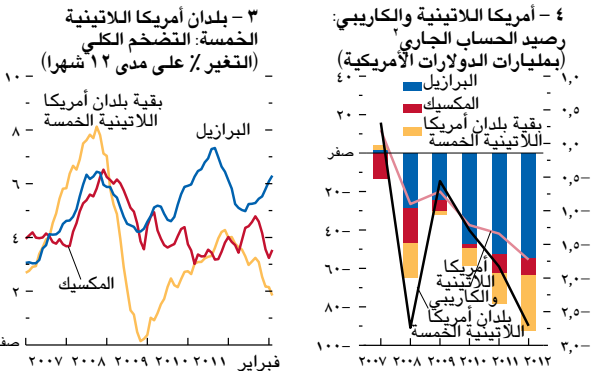 ٣ – بلدان أمريكا اللاتينية
الخمسة: التضخم الكلي
(التغير ٪ على مدى ١٢ شهرا)
١٠
٨
٦
٤
٢
صفر
بقية بلدان أمريكا
اللاتينية الخمسة
البرازيل
المكسيك
٢٠٠٧ ٢٠٠٨ ٢٠٠٩ ٢٠١٠ ٢٠١١ فبراير
٤ – أمريكا اللاتينية والكاريبي:
رصيد الحساب الجاري٢
(بمليارات الدولارات الأمريكية)
٤٠
٢٠
صفر
٢٠–
٤٠–
٦٠–
٨٠–
١٠٠–
البرازيل
المكسيك
بقية بلدان أمريكا
اللاتينية الخمسة
١,٠
٠,٥
٠,٠
٠,٥–
١,٠–
١,٥–
٢,٠–
٢,٥–
٣,٠–
أمريكا
اللاتينية
والكاريبي
بلدان أمريكا
اللاتينية الخمسة
٢٠٠٧ ٢٠٠٨ ٢٠٠٩ ٢٠١٠ ٢٠١١ ٢٠١٢